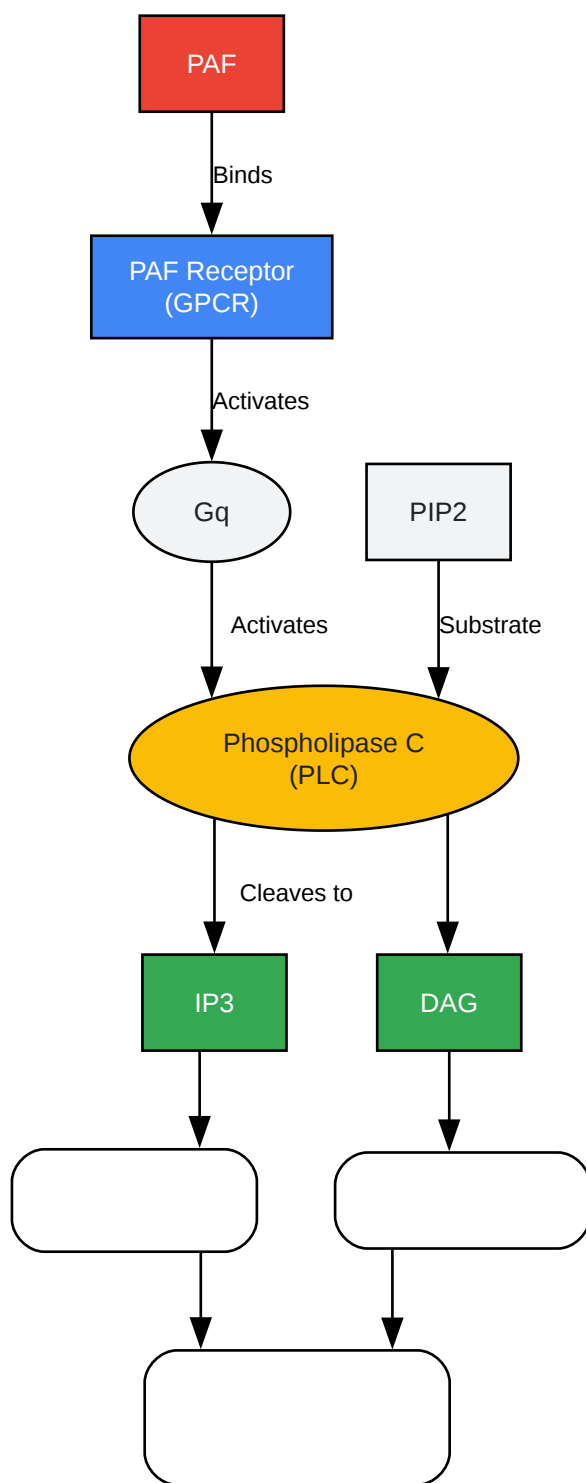 PAF
Binds
PAF Receptor
(GPCR)
Activates
Gq
PIP2
Activates
Substrate
Phospholipase C
(PLC)
Cleaves to
IP3
DAG